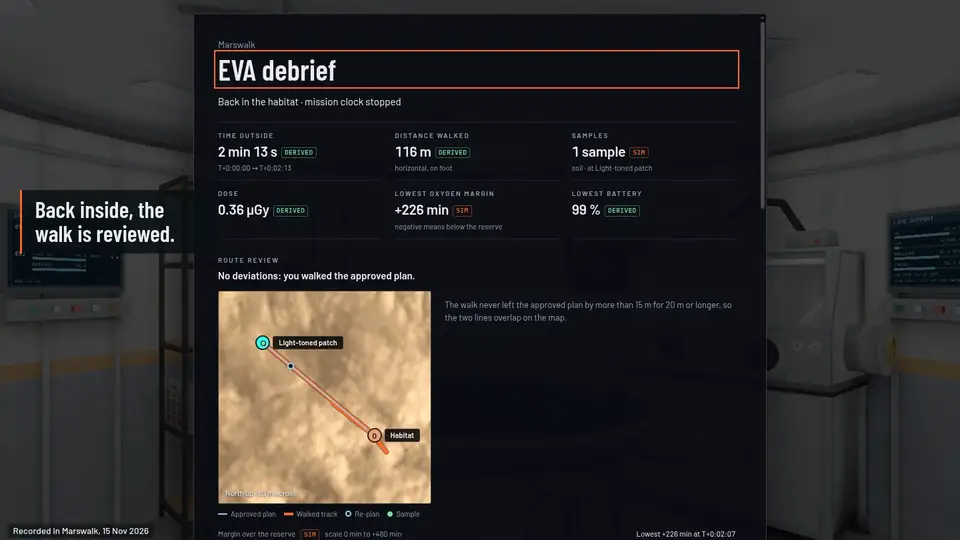 Marswalk
EVA debrief
Back in the habitat · mission clock stopped
TIME OUTSIDE
2 min 13 s DERIVED
T+0:00:00 → T+0:02:13
DISTANCE WALKED
116 m DERIVED
horizontal, on foot
SAMPLES
1 sample SIM
soil · at Light-toned patch
DOSE
0.36 µGy DERIVED
LOWEST OXYGEN MARGIN
+226 min SIM
negative means below the reserve
LOWEST BATTERY
99 % DERIVED
Back inside, the
walk is reviewed.
LIFE SUPPORT
ROUTE REVIEW
No deviations: you walked the approved plan.
The walk never left the approved plan by more than 15 m for 20 m or longer, so
the two lines overlap on the map.
Light-toned patch
0 Habitat
North up
Approved plan Walked track Re-plan Sample
Margin over the reserve SIM scale 0 min to +480 min
Lowest +226 min at T+0:02:07
Recorded in Marswalk, 15 Nov 2026